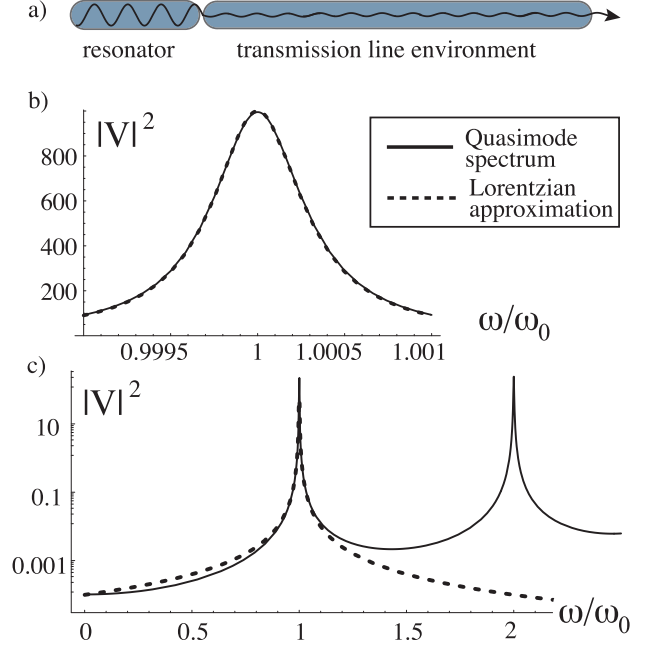 a)
resonator transmission line environment
b)
|V|²
Quasimode
spectrum
Lorentzian
approximation
800
600
400
200
0.9995 1 1.0005 1.001
ω/ω₀
c)
|V|²
10
0.1
0.001
0 0.5 1 1.5 2
ω/ω₀